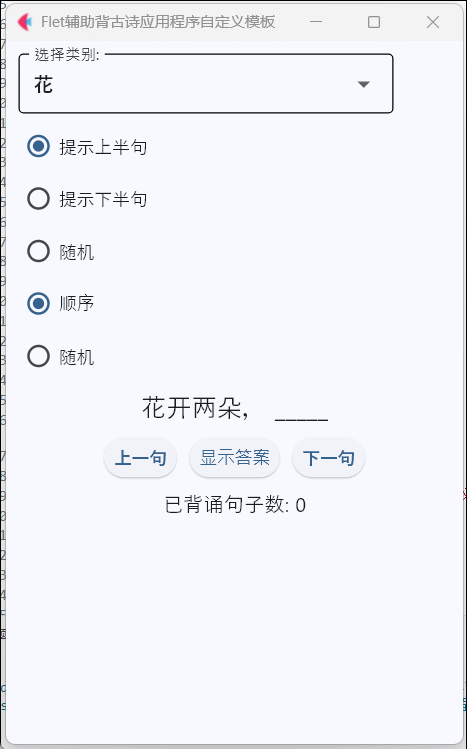 Flet辅助背古诗应用程序自定义模板
选择类别:
花
提示上半句
提示下半句
随机
顺序
随机
花开两朵, _____
上一句 显示答案 下一句
已背诵句子数: 0